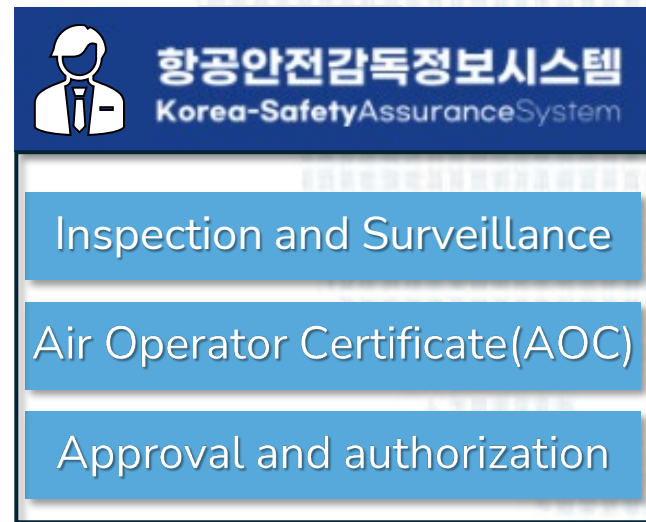 항공안전감독정보시스템
Korea-SafetyAssuranceSystem
Inspection and Surveillance
Air Operator Certificate(AOC)
Approval and authorization